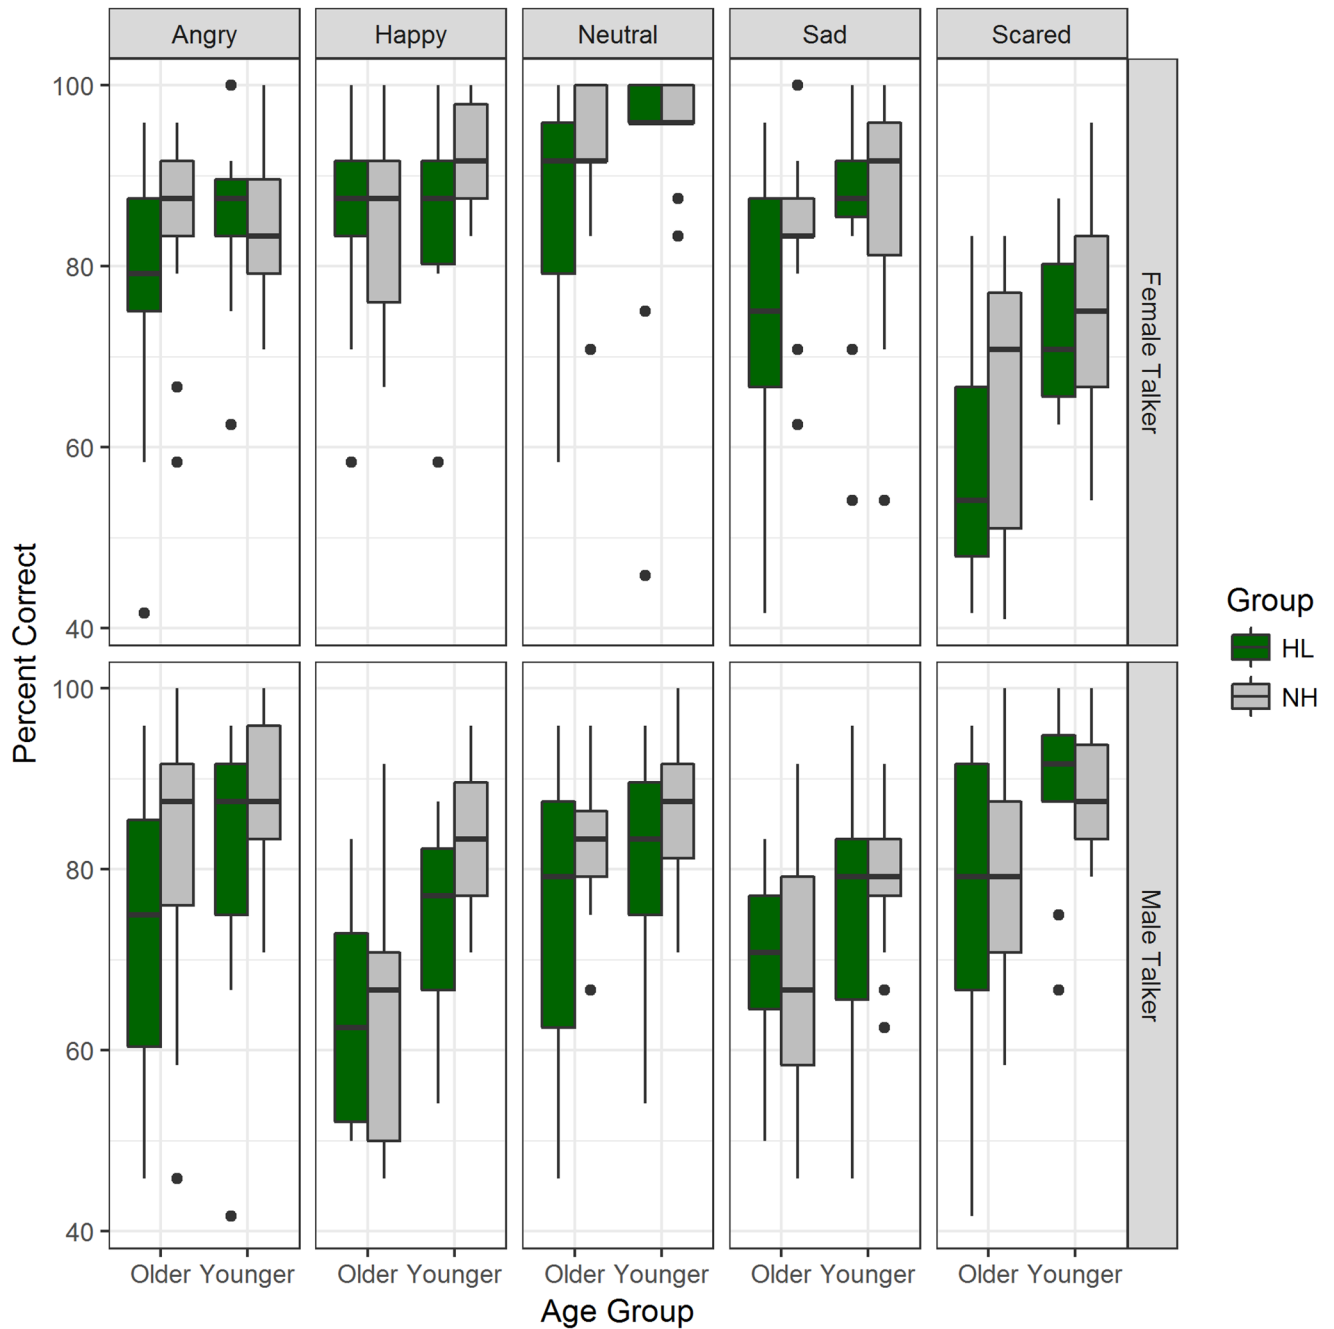 Angry Happy Neutral Sad Scared
100
80
60
40
Female Talker
Percent Correct
Group
HL
NH
100
80
60
40
Male Talker
Older Younger Older Younger Older Younger Older Younger Older Younger
Age Group